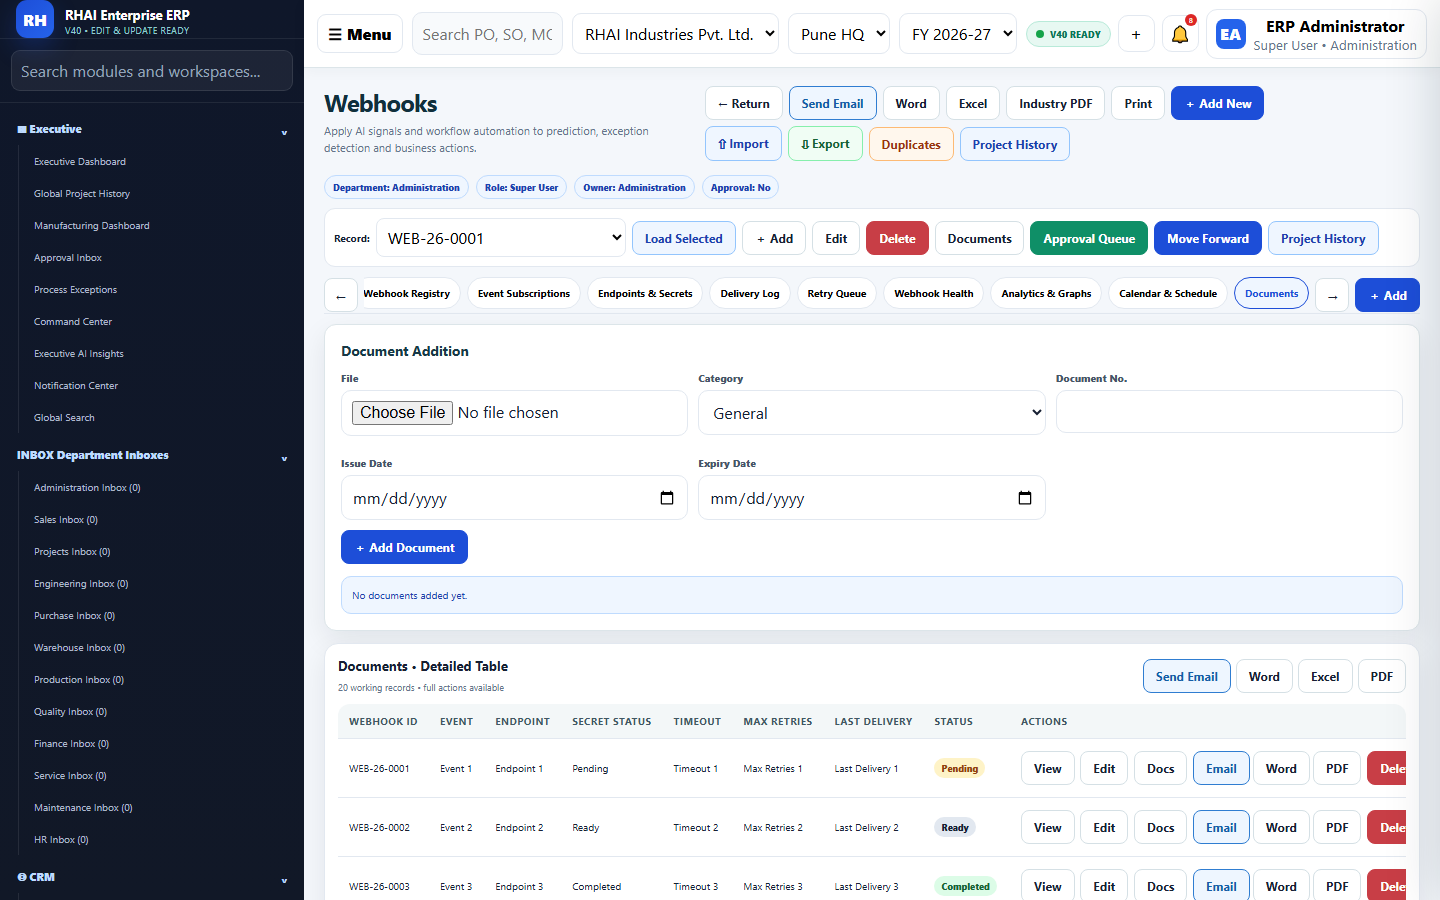 RH
RHAI Enterprise ERP
V40 • EDIT & UPDATE READY
Search modules and workspaces...
Executive
Executive Dashboard
Global Project History
Manufacturing Dashboard
Approval Inbox
Process Exceptions
Command Center
Executive AI Insights
Notification Center
Global Search
INBOX Department Inboxes
Administration Inbox (0)
Sales Inbox (0)
Projects Inbox (0)
Engineering Inbox (0)
Purchase Inbox (0)
Warehouse Inbox (0)
Production Inbox (0)
Quality Inbox (0)
Finance Inbox (0)
Service Inbox (0)
Maintenance Inbox (0)
HR Inbox (0)
CRM
☰ Menu
Search PO, SO, MO
RHAI Industries Pvt. Ltd.
Pune HQ
FY 2026-27
V40 READY
+
8
EA
ERP Administrator
Super User • Administration
Webhooks
Apply AI signals and workflow automation to prediction, exception
detection and business actions.
← Return
Send Email
Word
Excel
Industry PDF
Print
+ Add New
⇧ Import
⇩ Export
Duplicates
Project History
Department: Administration
Role: Super User
Owner: Administration
Approval: No
Record:
WEB-26-0001
Load Selected
+ Add
Edit
Delete
Documents
Approval Queue
Move Forward
Project History
←
Webhook Registry
Event Subscriptions
Endpoints & Secrets
Delivery Log
Retry Queue
Webhook Health
Analytics & Graphs
Calendar & Schedule
Documents
→
+ Add
Document Addition
File
Category
Document No.
Choose File No file chosen
General
Issue Date
Expiry Date
mm/dd/yyyy
mm/dd/yyyy
+ Add Document
No documents added yet.
Documents • Detailed Table
20 working records • full actions available
Send Email
Word
Excel
PDF
WEBHOOK ID EVENT ENDPOINT SECRET STATUS TIMEOUT MAX RETRIES LAST DELIVERY STATUS ACTIONS
WEB-26-0001 Event 1 Endpoint 1 Pending Timeout 1 Max Retries 1 Last Delivery 1 Pending View Edit Docs Email Word PDF Dele
WEB-26-0002 Event 2 Endpoint 2 Ready Timeout 2 Max Retries 2 Last Delivery 2 Ready View Edit Docs Email Word PDF Dele
WEB-26-0003 Event 3 Endpoint 3 Completed Timeout 3 Max Retries 3 Last Delivery 3 Completed View Edit Docs Email Word PDF Dele